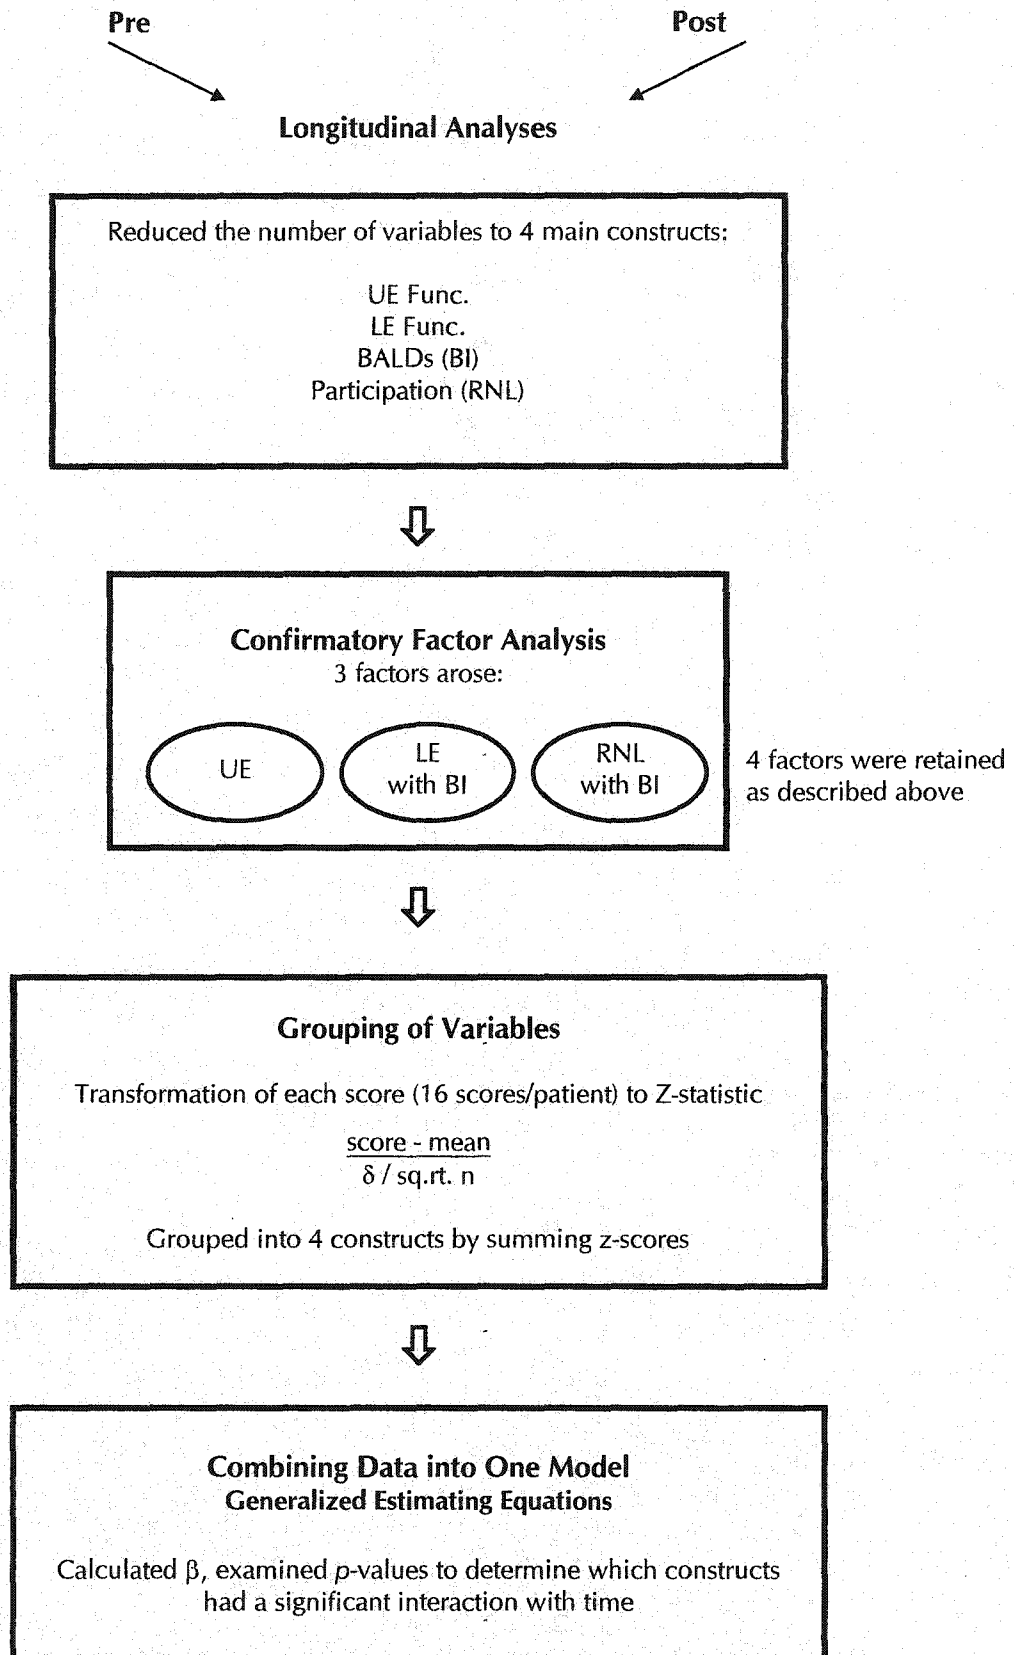 Pre
Post
Longitudinal Analyses
Reduced the number of variables to 4 main constructs:
UE Func.
LE Func.
BALDs (BI)
Participation (RNL)
Confirmatory Factor Analysis
3 factors arose:
UE
LE
with BI
RNL
with BI
4 factors were retained
as described above
Grouping of Variables
Transformation of each score (16 scores/patient) to Z-statistic
score - mean
δ / sq.rt. n
Grouped into 4 constructs by summing z-scores
Combining Data into One Model
Generalized Estimating Equations
Calculated β, examined p-values to determine which constructs
had a significant interaction with time